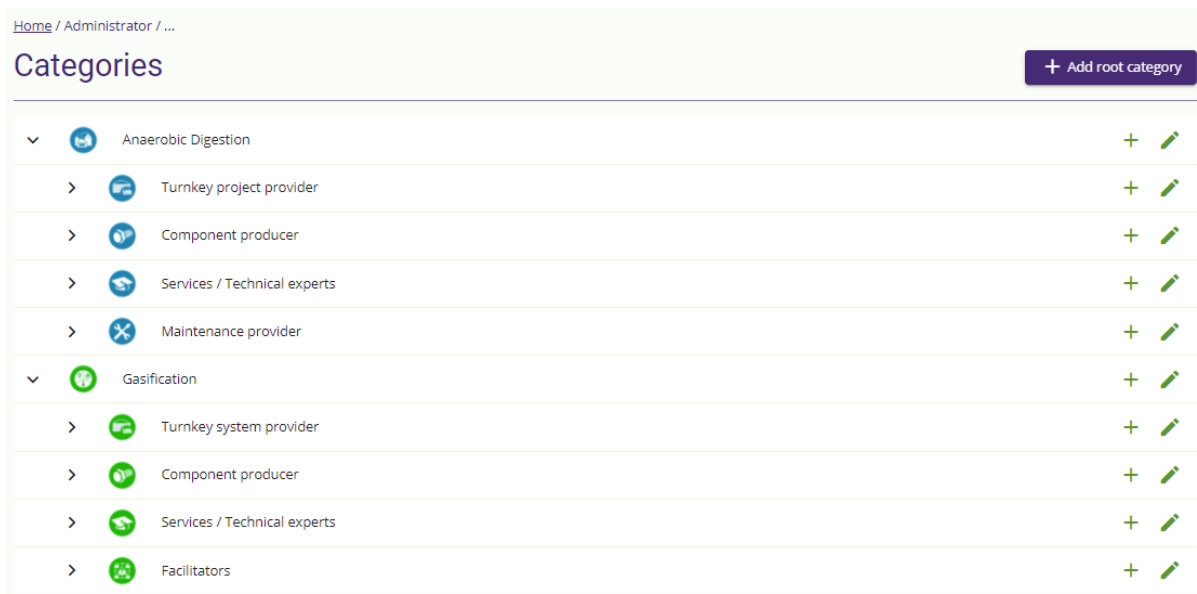 Home / Administrator / ...
Categories
+ Add root category
Anaerobic Digestion
Turnkey project provider
Component producer
Services / Technical experts
Maintenance provider
Gasification
Turnkey system provider
Component producer
Services / Technical experts
Facilitators